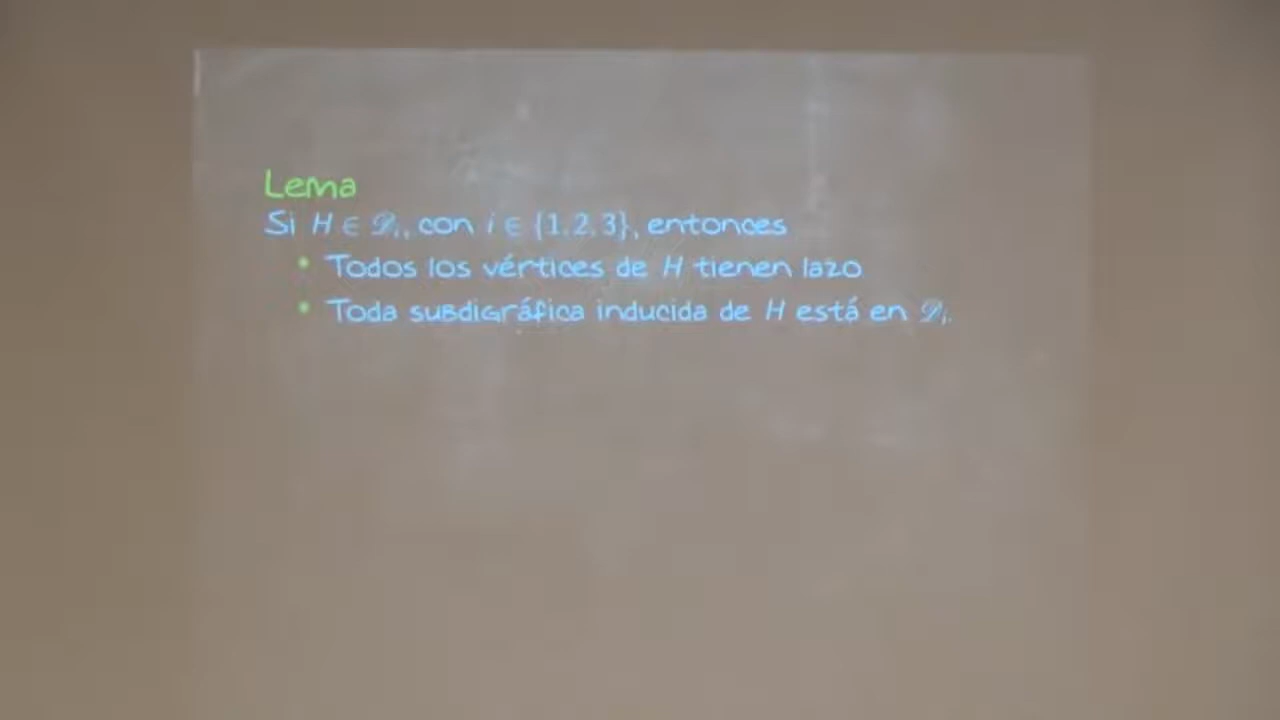 Lema
Si H ∈ 𝒟ᵢ, con i ∈ {1, 2, 3}, entonces
• Todos los vértices de H tienen lazo
• Toda subdigráfica inducida de H está en 𝒟ᵢ.